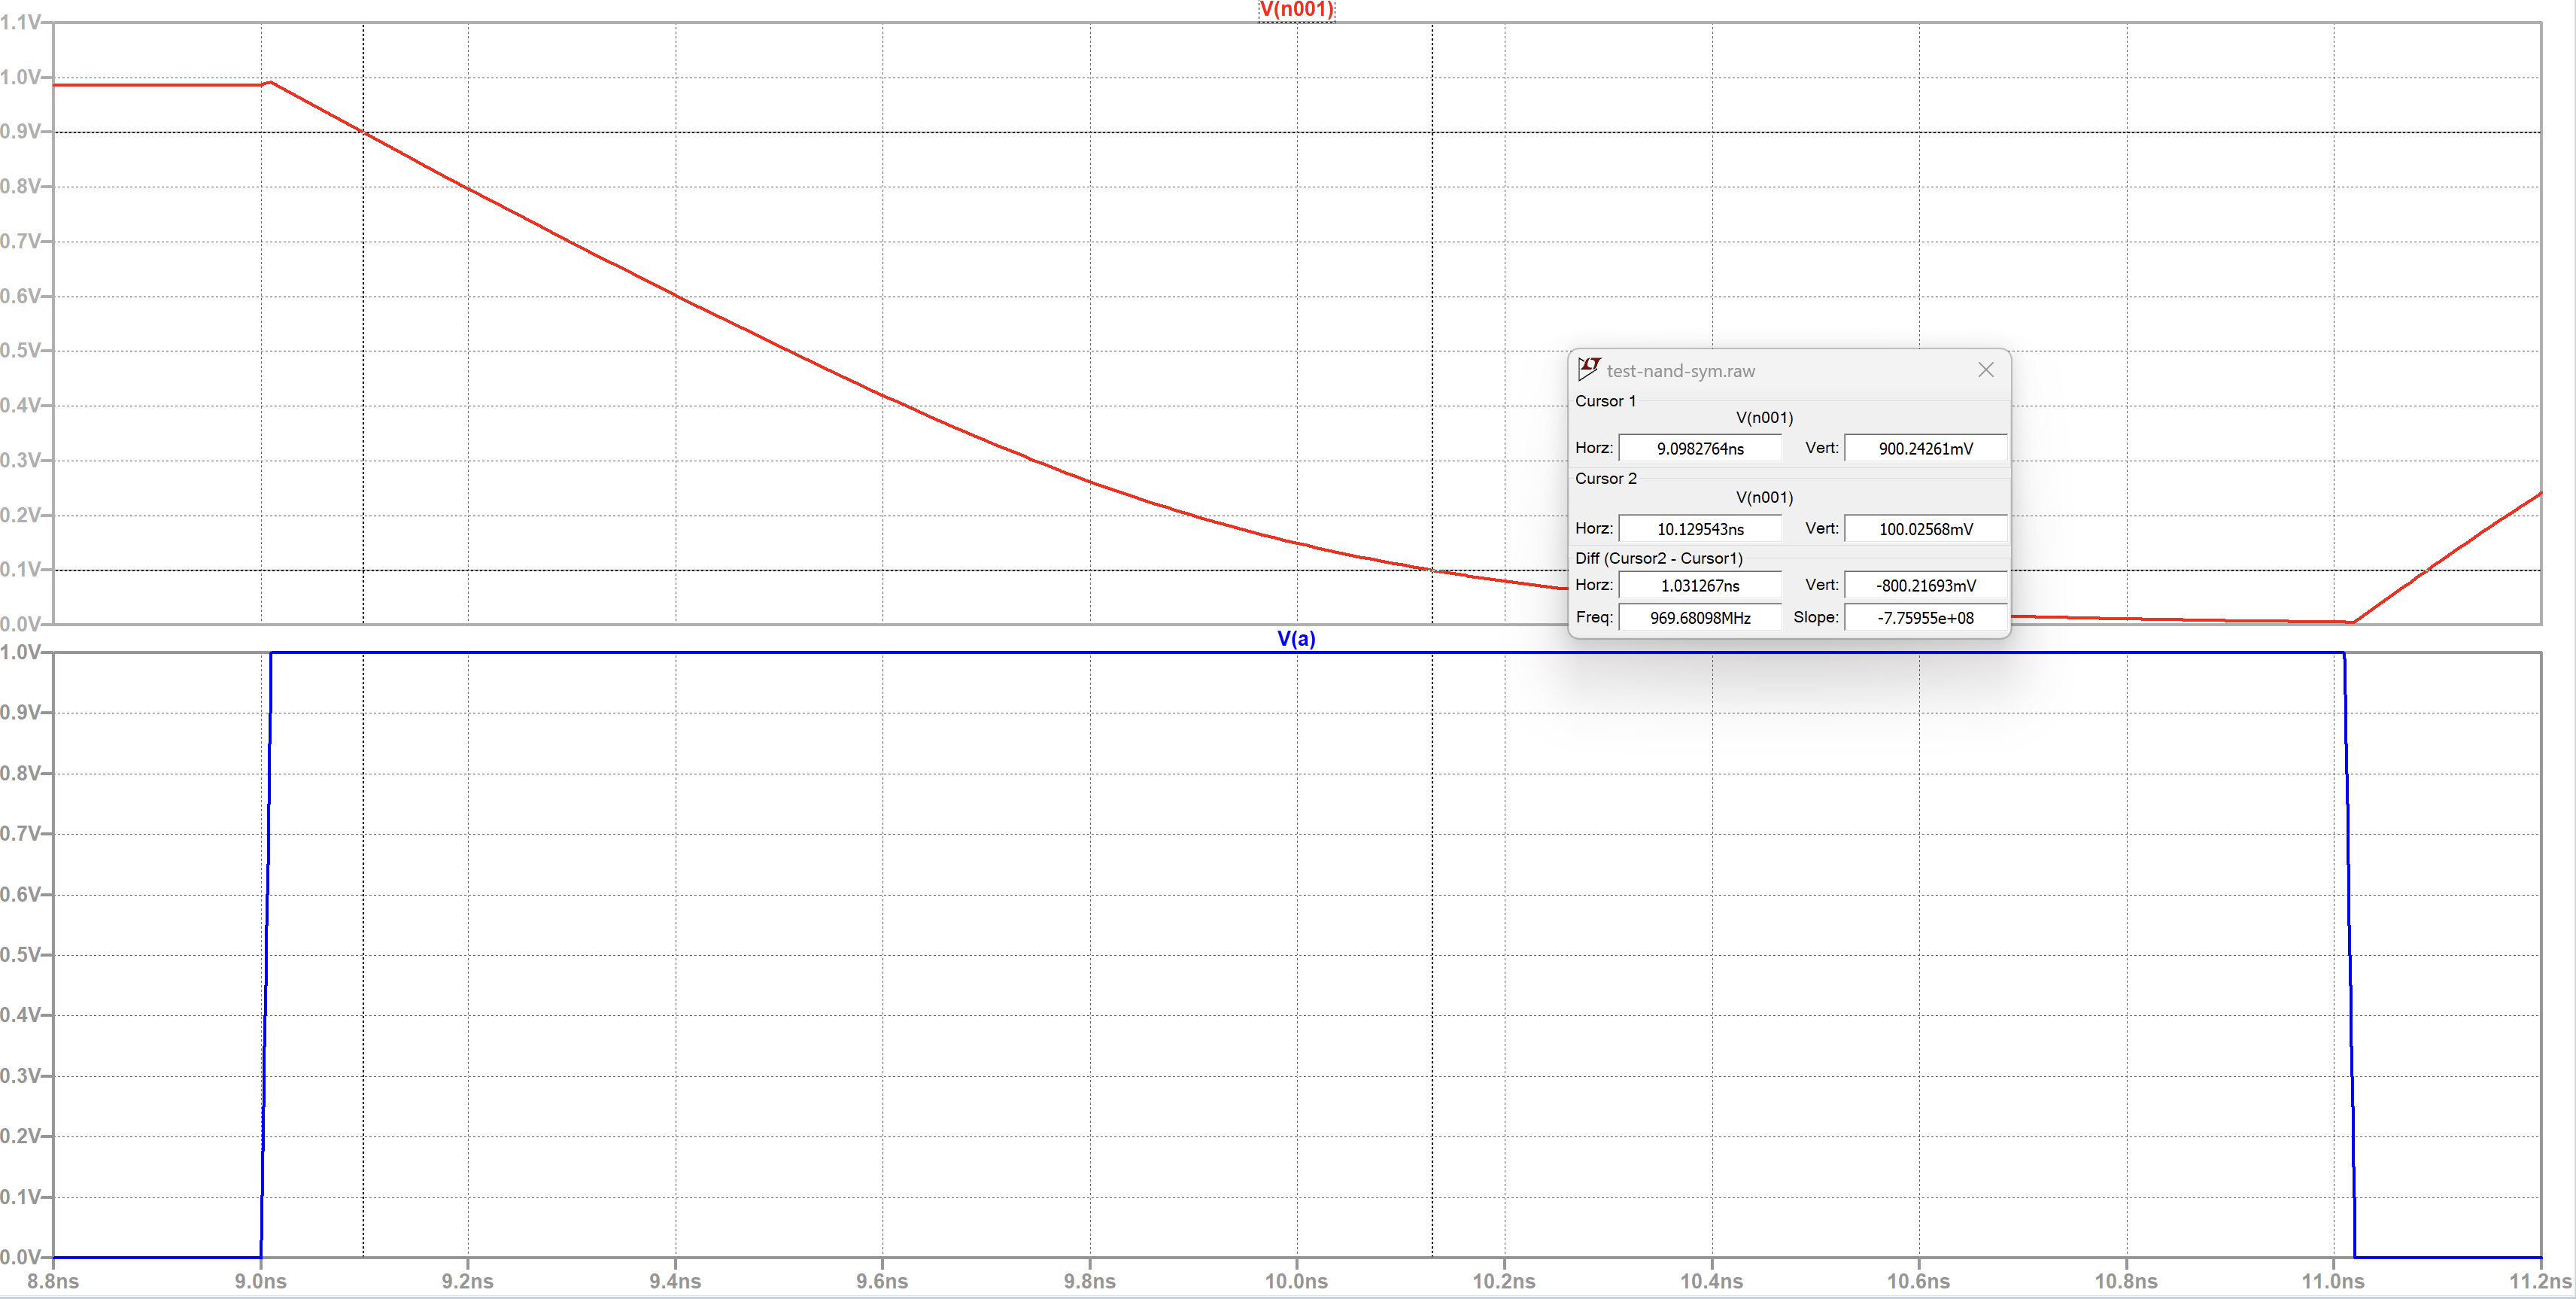 V(n001)
1.1V
1.0V
0.9V
0.8V
0.7V
0.6V
0.5V
0.4V
0.3V
0.2V
0.1V
0.0V
test-nand-sym.raw
Cursor 1
V(n001)
Horz: 9.0982764ns Vert: 900.24261mV
Cursor 2
V(n001)
Horz: 10.129543ns Vert: 100.02568mV
Diff (Cursor2 - Cursor1)
Horz: 1.031267ns Vert: -800.21693mV
Freq: 969.68098MHz Slope: -7.75955e+08
V(a)
1.0V
0.9V
0.8V
0.7V
0.6V
0.5V
0.4V
0.3V
0.2V
0.1V
0.0V
8.8ns 9.0ns 9.2ns 9.4ns 9.6ns 9.8ns 10.0ns 10.2ns 10.4ns 10.6ns 10.8ns 11.0ns 11.2ns